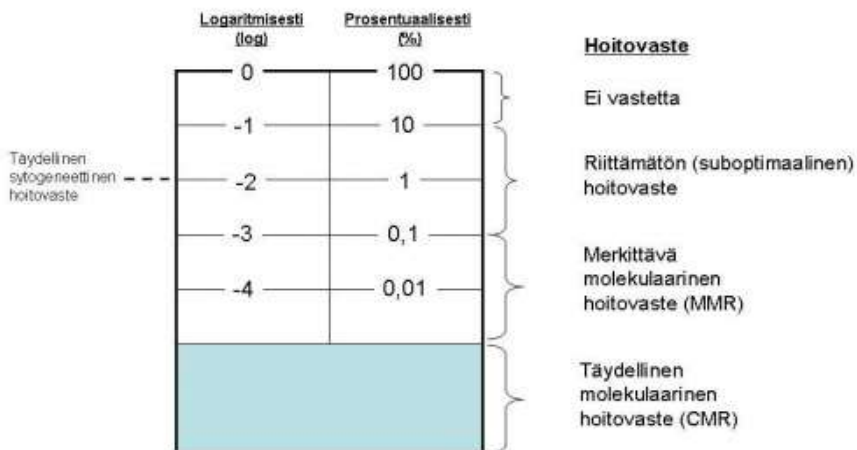 Logaritmisesti
(log)
Prosentuaalisesti
(%)
Hoitovaste
0
100
Ei vastetta
-1
10
Täydellinen
sytogeneettinen
hoitovaste
-2
1
Riittämätön (suboptimaalinen)
hoitovaste
-3
0,1
Merkittävä
molekulaarinen
hoitovaste (MMR)
-4
0,01
Täydellinen
molekulaarinen
hoitovaste (CMR)